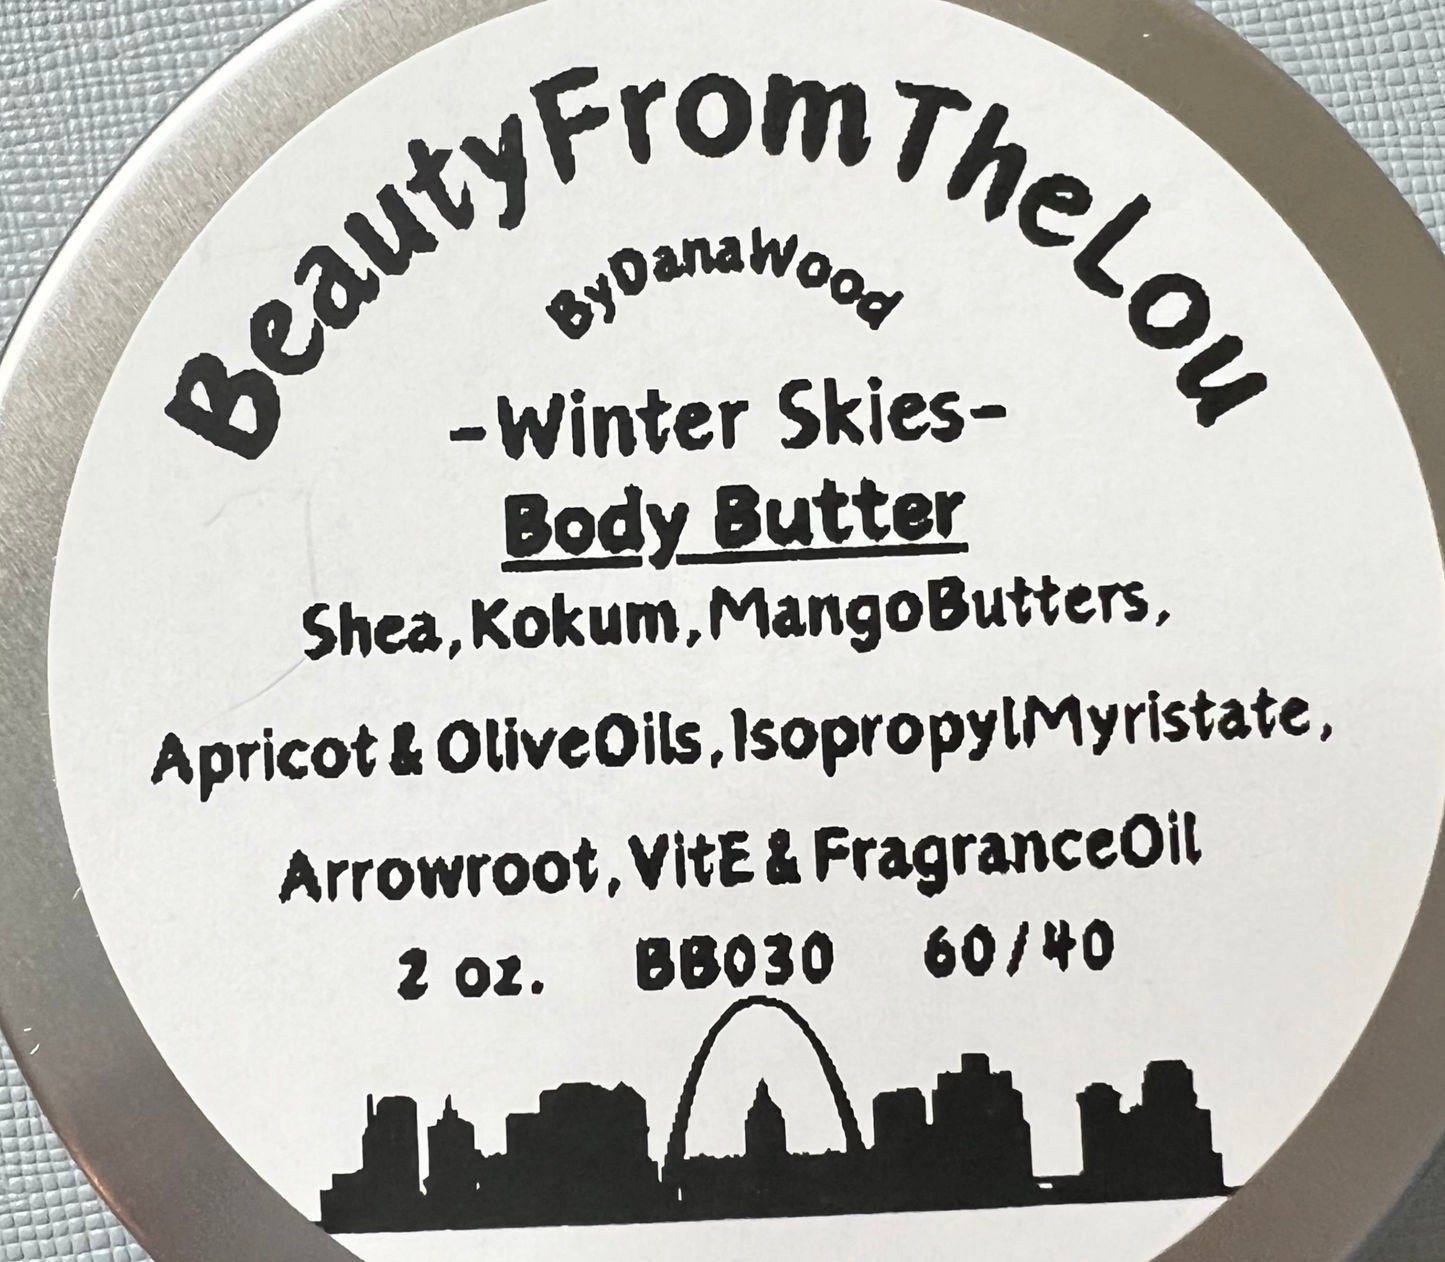 BeautyFromTheLou
ByDanaWood
-Winter Skies-
Body Butter
Shea,Kokum,MangoButters,
Apricot & OliveOils,IsopropylMyristate,
Arrowroot,VitE & FragranceOil
2 oz. BB030 60/40